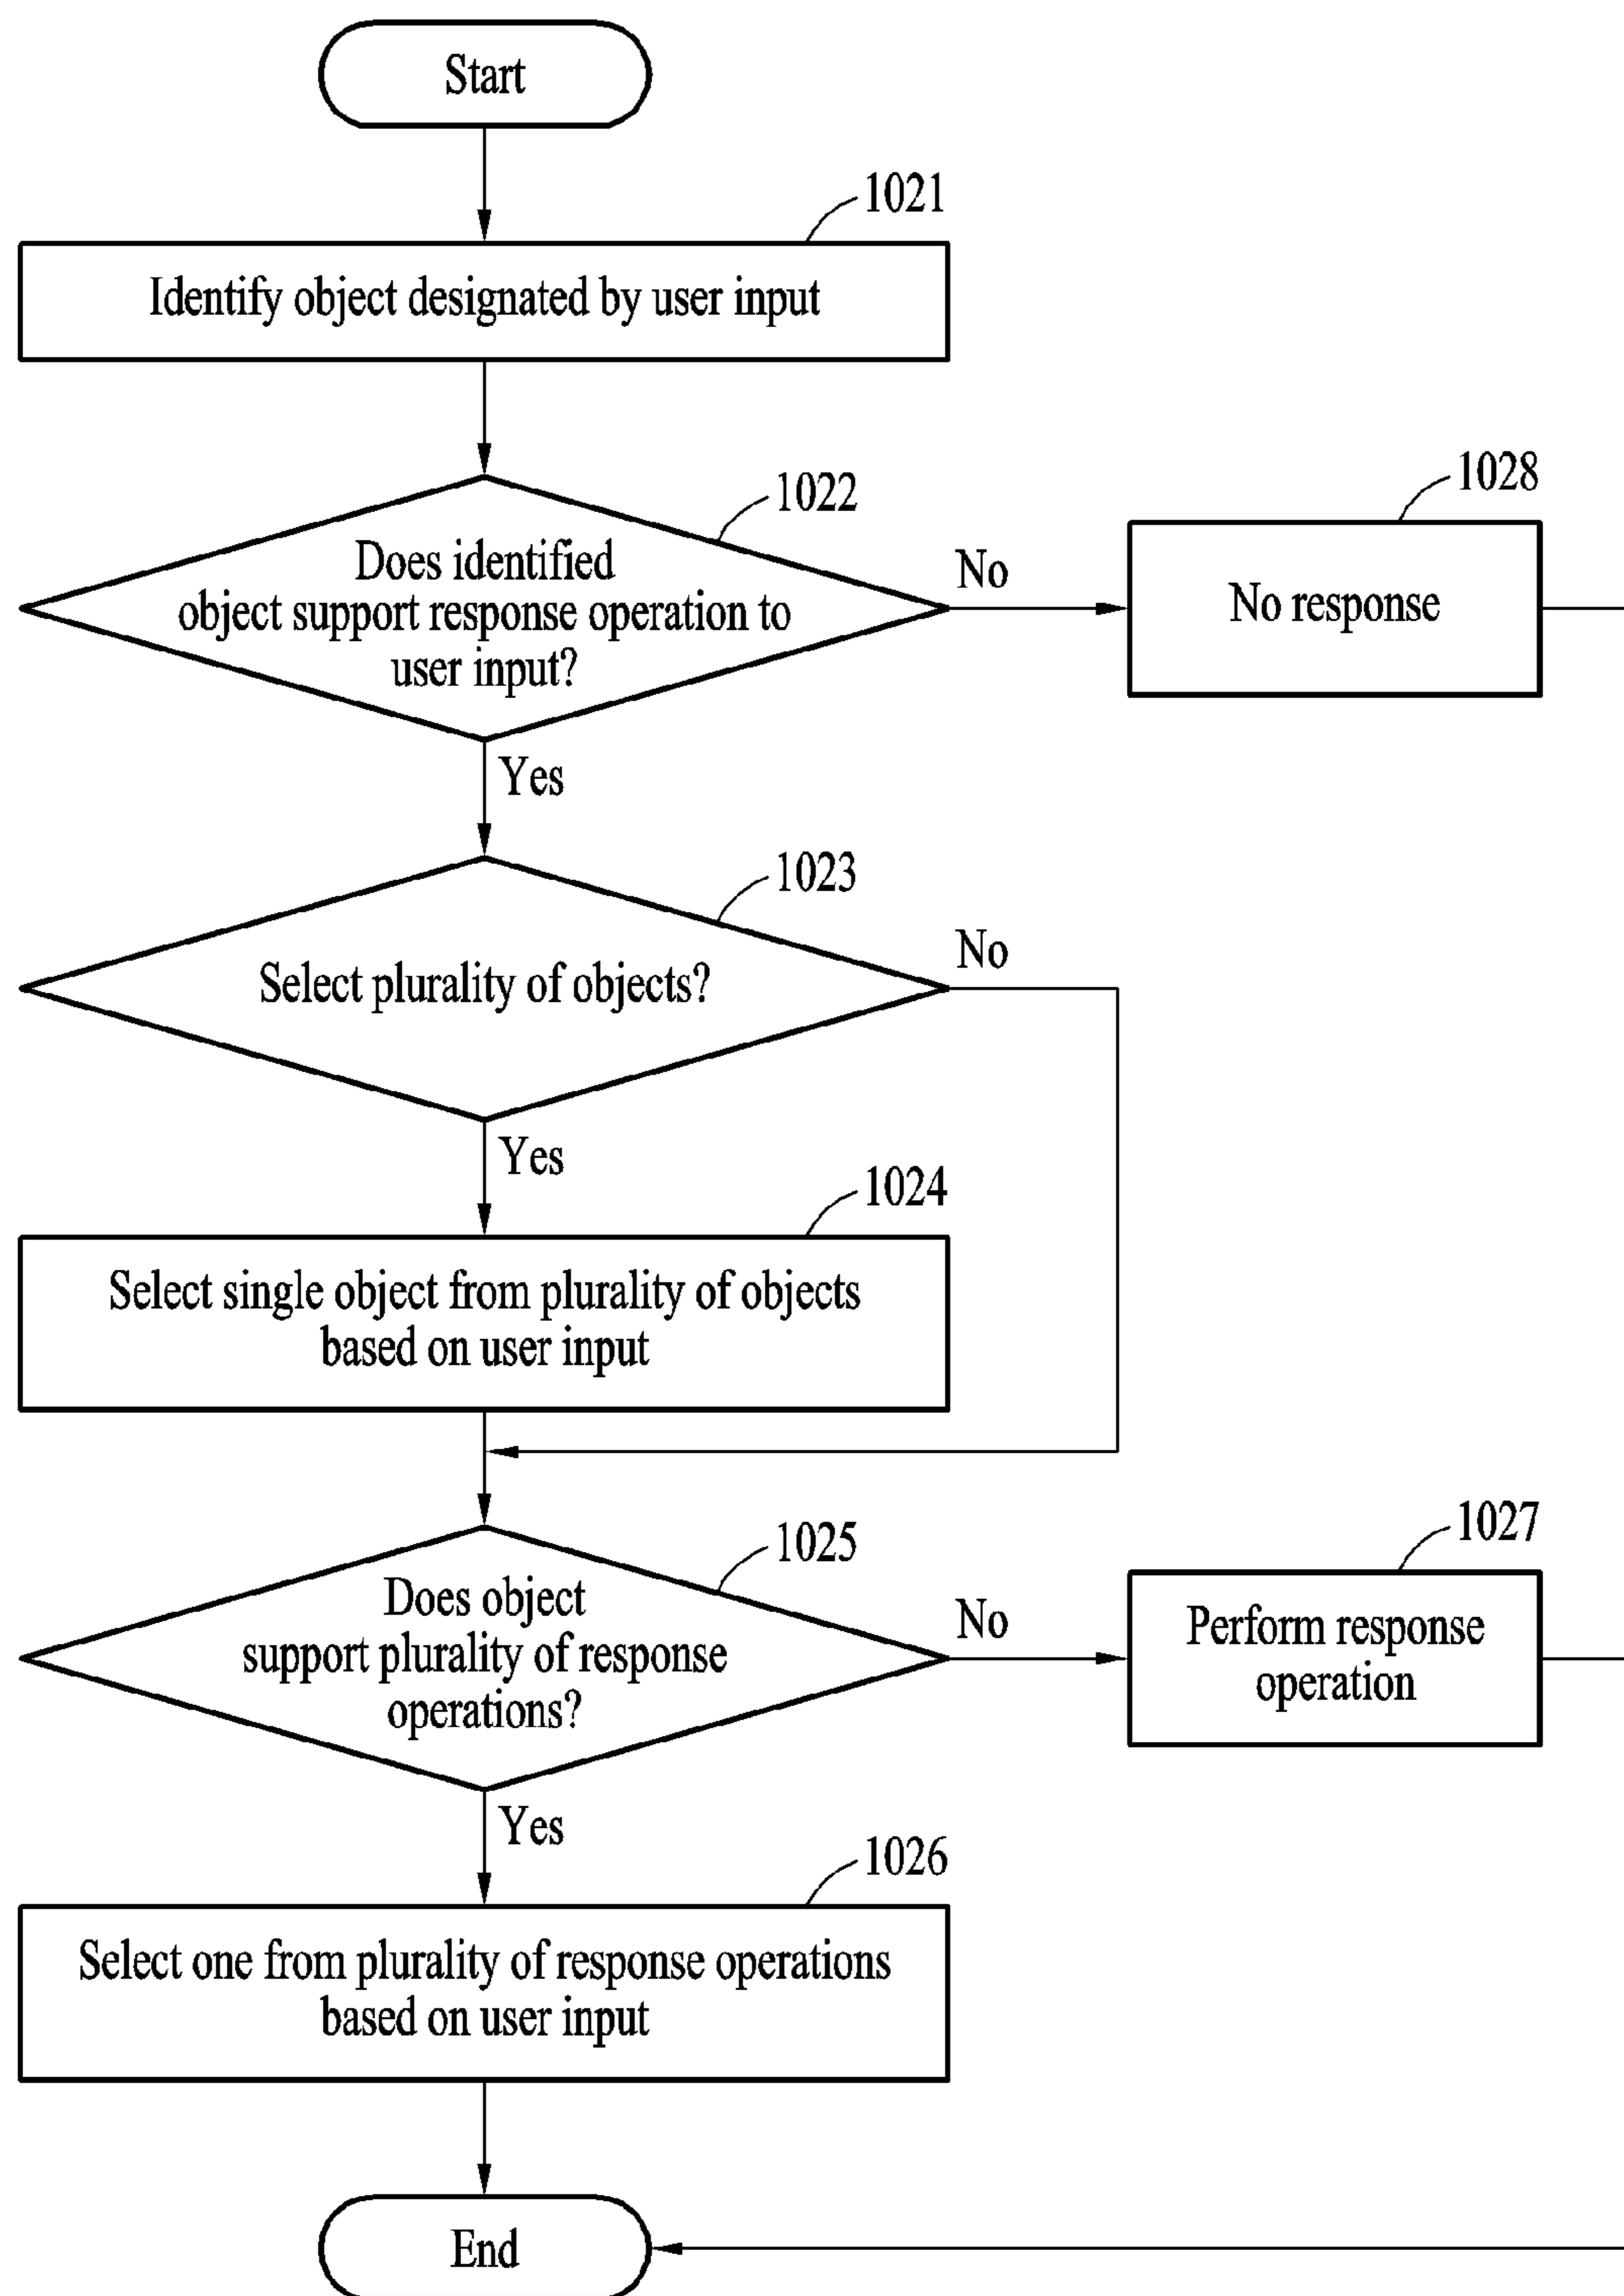 Start
1021
Identify object designated by user input
1022
Does identified
object support response operation to
user input?
No
1028
No response
Yes
1023
Select plurality of objects?
No
Yes
1024
Select single object from plurality of objects
based on user input
1025
Does object
support plurality of response
operations?
No
1027
Perform response
operation
Yes
1026
Select one from plurality of response operations
based on user input
End